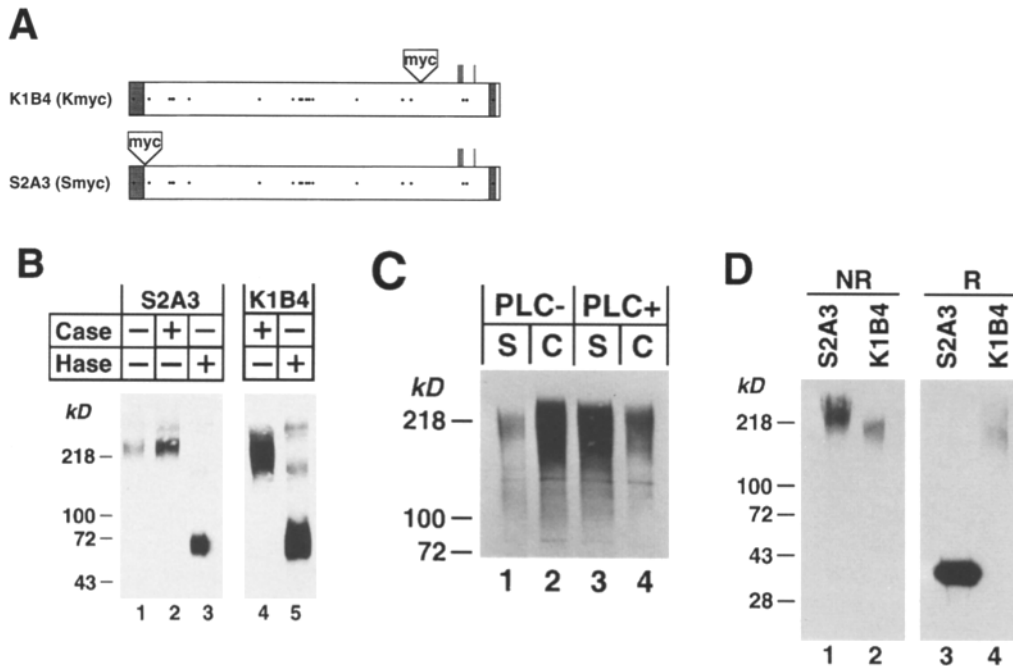 A
myc
K1B4 (Kmyc)
myc
S2A3 (Smyc)
B
S2A3
K1B4
Case – + – + –
Hase – – + – +
kD
218 –
100 –
72 –
43 –
1 2 3 4 5
C
PLC- PLC+
S C S C
kD
218 –
100 –
72 –
1 2 3 4
D
NR R
S2A3 K1B4 S2A3 K1B4
kD
218 –
100 –
72 –
43 –
28 –
1 2 3 4